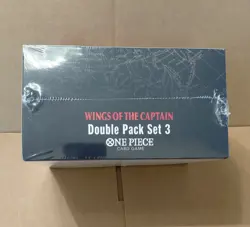 WINGS OF THE CAPTAIN
Double Pack Set 3
ONE PIECE
CARD GAME